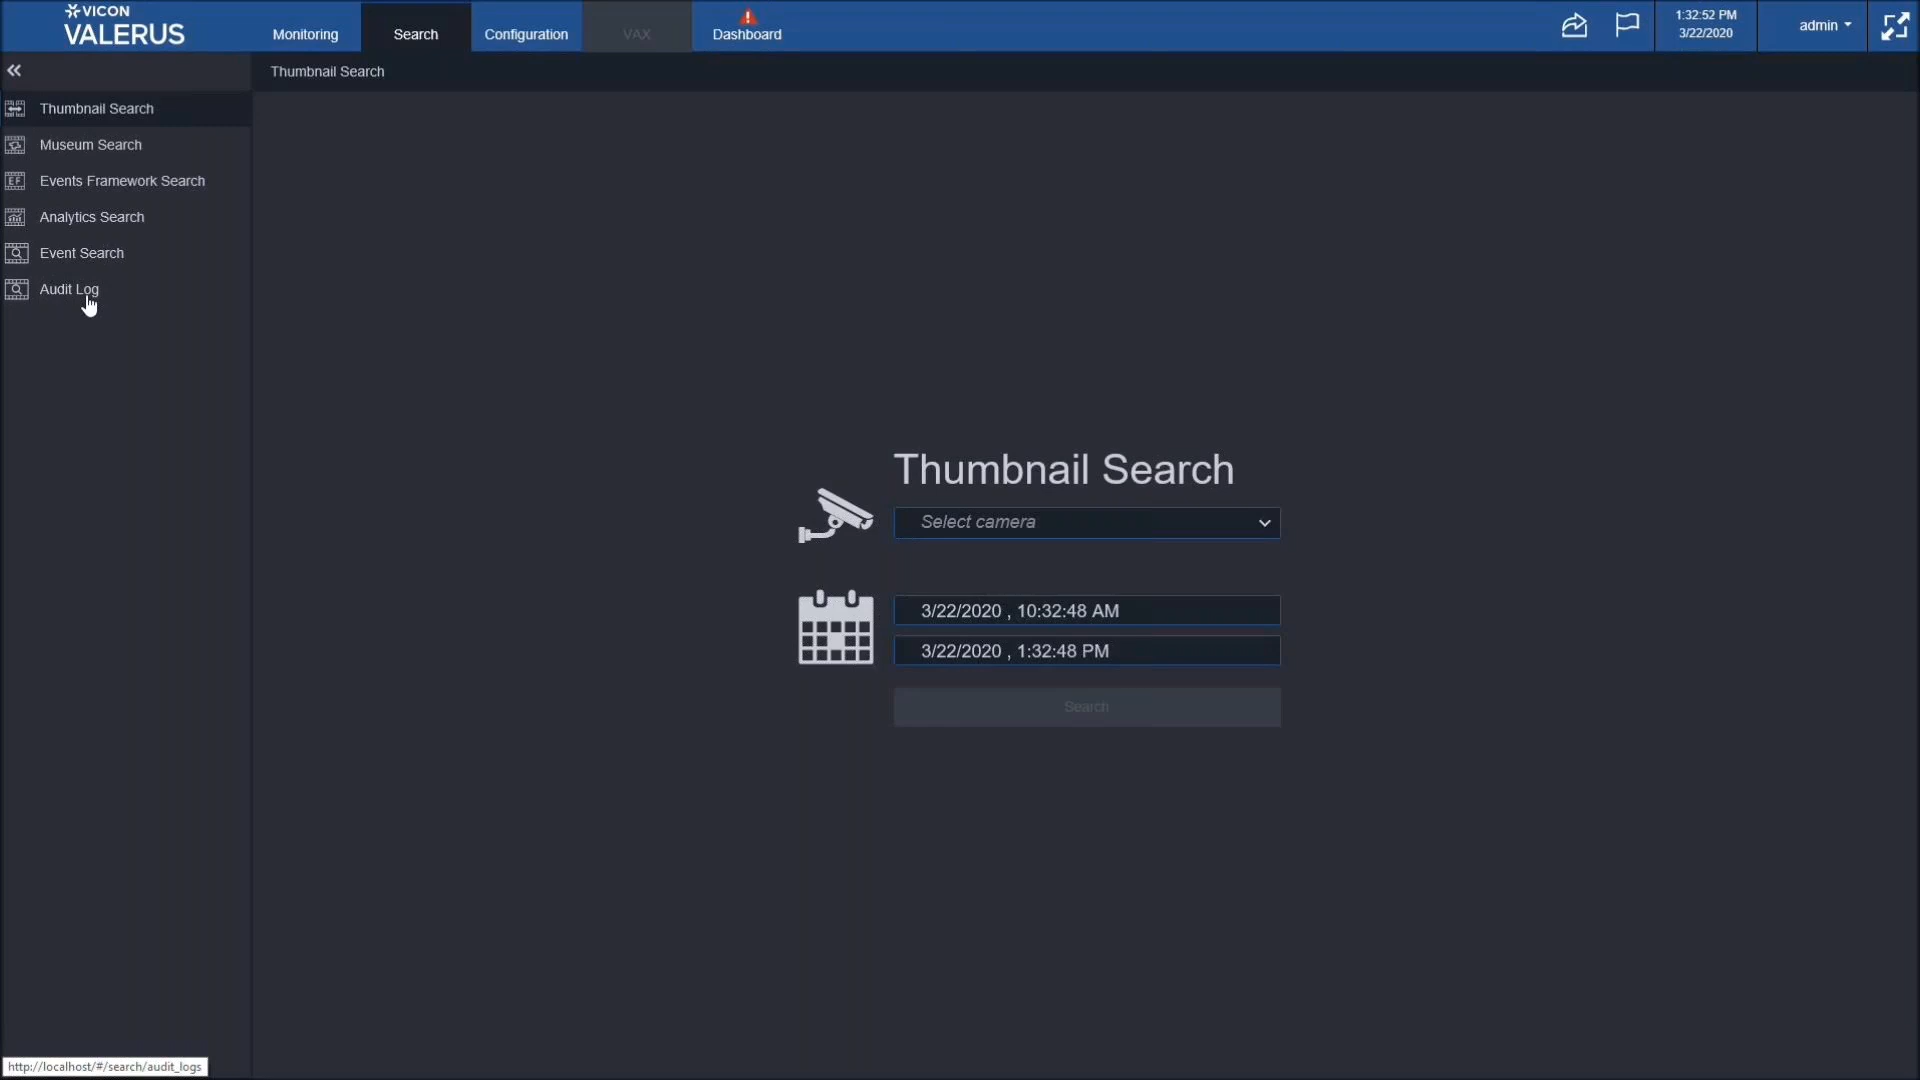 VICON
VALERUS
Monitoring
Search
Configuration
VAX
Dashboard
1:32:52 PM
3/22/2020
admin
Thumbnail Search
Thumbnail Search
Museum Search
EF
Events Framework Search
Analytics Search
Event Search
Audit Log
Thumbnail Search
Select camera
3/22/2020 , 10:32:48 AM
3/22/2020 , 1:32:48 PM
Search
http://localhost/#/search/audit_logs